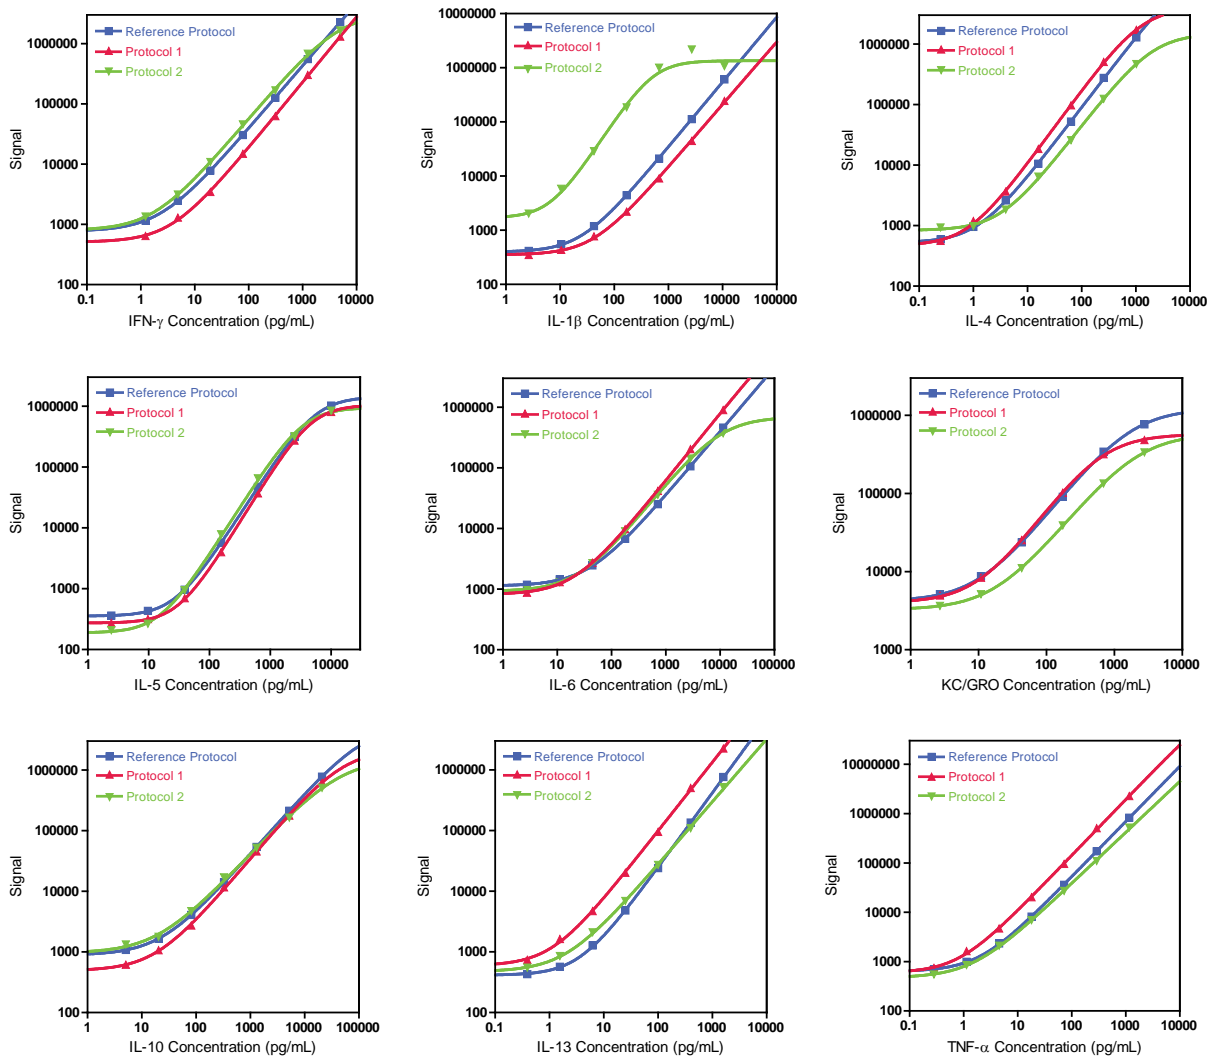 1000000
100000
10000
1000
100
Signal
Reference Protocol
Protocol 1
Protocol 2
0.1 1 10 100 1000 10000
IFN-γ Concentration (pg/mL)
10000000
1000000
100000
10000
1000
100
Signal
Reference Protocol
Protocol 1
Protocol 2
1 10 100 1000 10000 100000
IL-1β Concentration (pg/mL)
1000000
100000
10000
1000
100
Signal
Reference Protocol
Protocol 1
Protocol 2
0.1 1 10 100 1000 10000
IL-4 Concentration (pg/mL)
1000000
100000
10000
1000
100
Signal
Reference Protocol
Protocol 1
Protocol 2
1 10 100 1000 10000
IL-5 Concentration (pg/mL)
1000000
100000
10000
1000
100
Signal
Reference Protocol
Protocol 1
Protocol 2
1 10 100 1000 10000 100000
IL-6 Concentration (pg/mL)
1000000
100000
10000
1000
Signal
Reference Protocol
Protocol 1
Protocol 2
1 10 100 1000 10000
KC/GRO Concentration (pg/mL)
1000000
100000
10000
1000
100
Signal
Reference Protocol
Protocol 1
Protocol 2
1 10 100 1000 10000 100000
IL-10 Concentration (pg/mL)
1000000
100000
10000
1000
100
Signal
Reference Protocol
Protocol 1
Protocol 2
0.1 1 10 100 1000 10000
IL-13 Concentration (pg/mL)
1000000
100000
10000
1000
100
Signal
Reference Protocol
Protocol 1
Protocol 2
0.1 1 10 100 1000 10000
TNF-α Concentration (pg/mL)